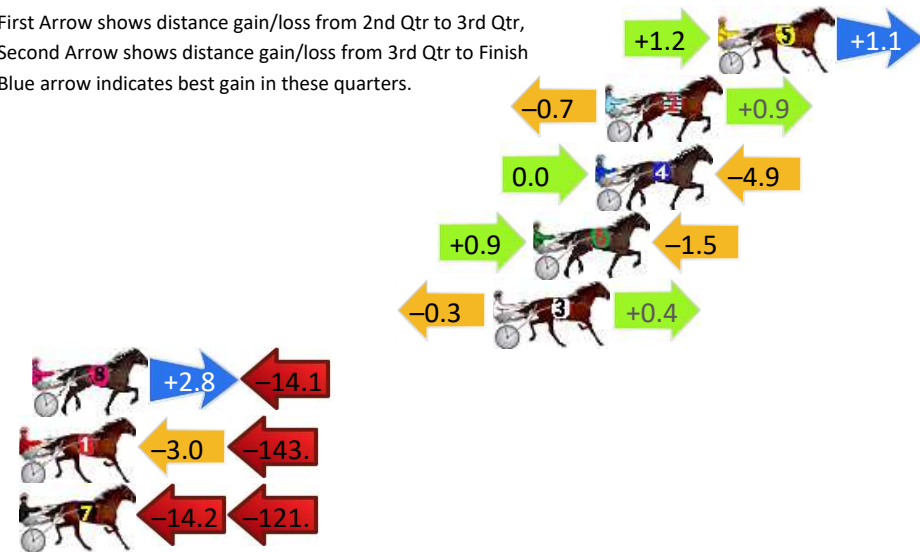 First Arrow shows distance gain/loss from 2nd Qtr to 3rd Qtr,
Second Arrow shows distance gain/loss from 3rd Qtr to Finish
Blue arrow indicates best gain in these quarters.
+1.2 5 +1.1
–0.7 2 +0.9
0.0 4 –4.9
+0.9 6 –1.5
–0.3 3 +0.4
8 +2.8 –14.1
1 –3.0 –143.
7 –14.2 –121.